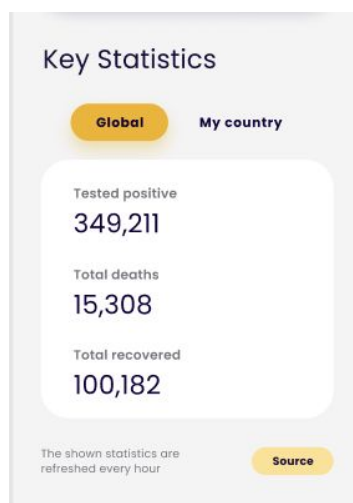 Key Statistics
Global
My country
Tested positive
349,211
Total deaths
15,308
Total recovered
100,182
The shown statistics are
refreshed every hour
Source